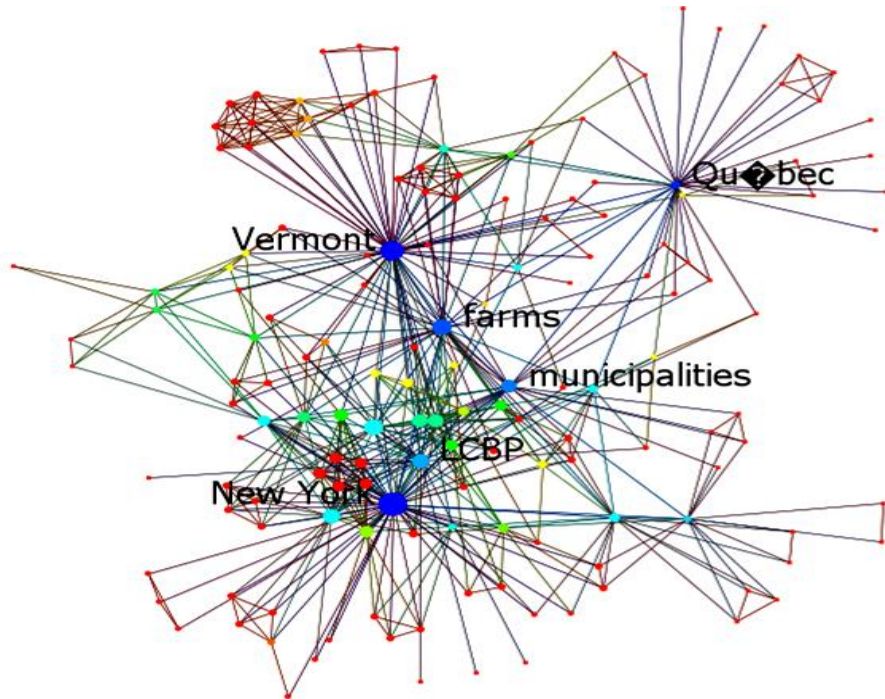 Qu�bec
Vermont
farms
municipalities
LCBP
New York